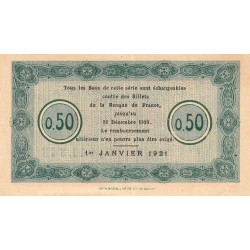 Tous les Bons de cette série sont échangeables
contre des Billets
de la Banque de France,
jusqu'au
31 Décembre
Le remboursement
ultérieur n'en pourra plus être exigé
0.50
0.50
1er JANVIER 1921